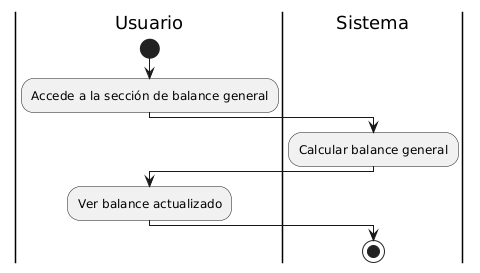 Usuario
Sistema
Accede a la sección de balance general
Calcular balance general
Ver balance actualizado